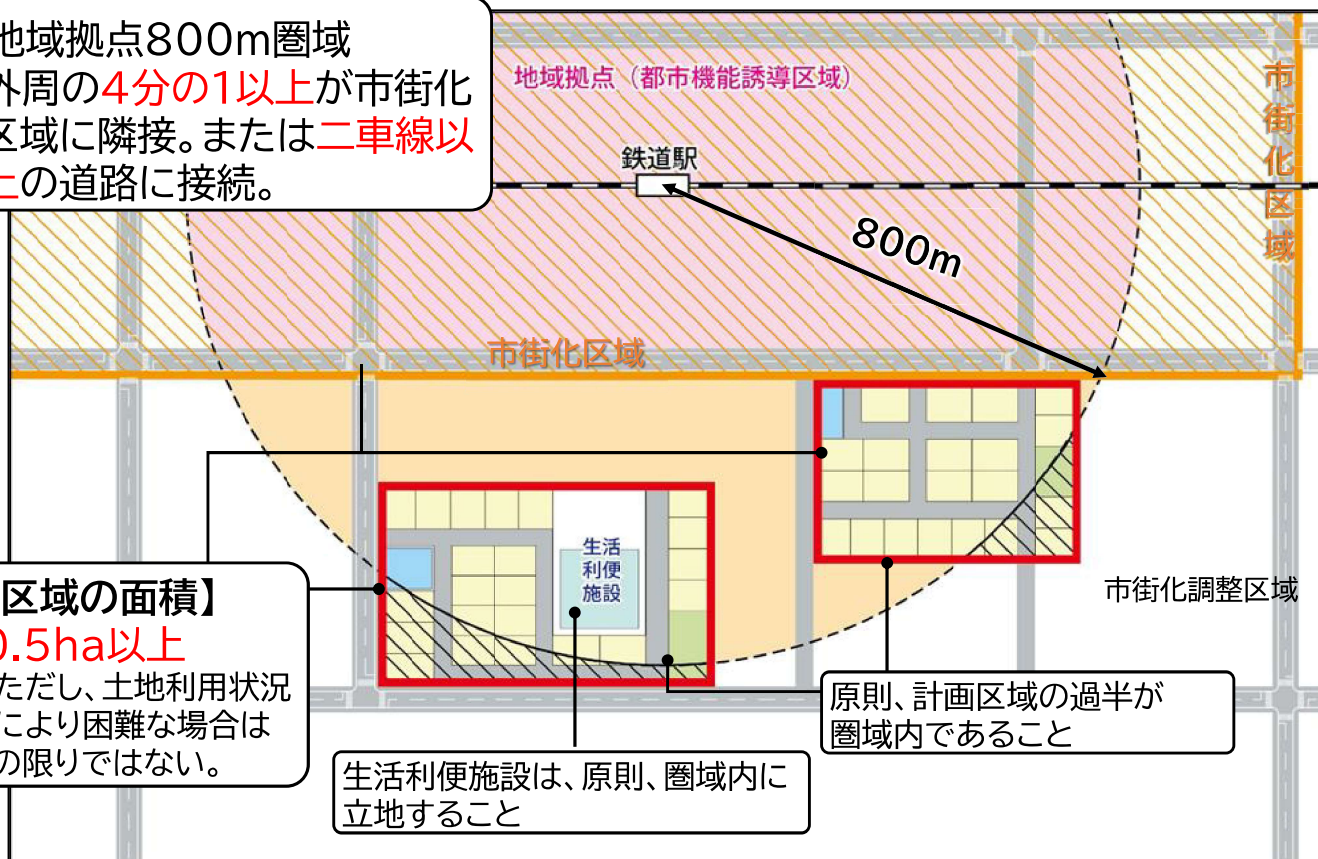 地域拠点800m圏域
外周の4分の1以上が市街化
区域に隣接。または二車線以
上の道路に接続。
地域拠点（都市機能誘導区域）
鉄道駅
800m
市街化区域
市街化区域
生活
利便
施設
市街化調整区域
区域の面積】
0.5ha以上
ただし、土地利用状況
により困難な場合は
の限りではない。
原則、計画区域の過半が
圏域内であること
生活利便施設は、原則、圏域内に
立地すること